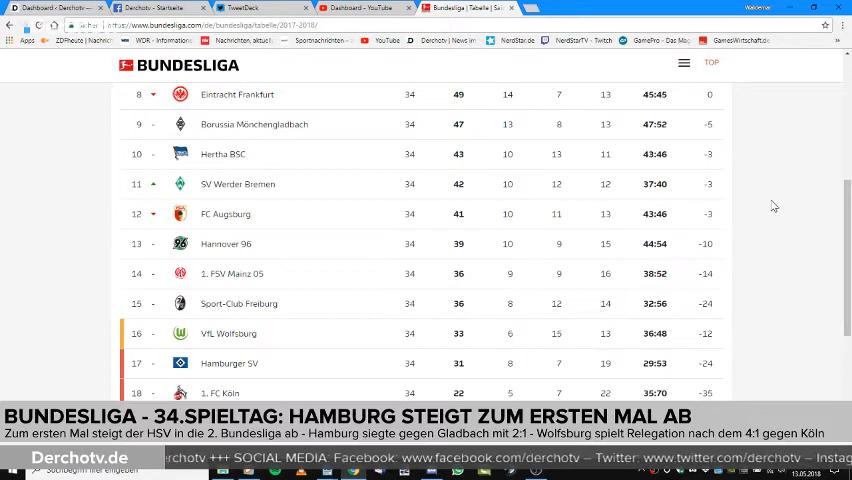 Dashboard - Derchotv - Derchotv - Startseite TweetDeck Dashboard - YouTube Bundesliga | Tabelle | Sai Waldemar
Sicher https://www.bundesliga.com/de/bundesliga/tabelle/2017-2018/
Apps ZDFheute | Nachrich WDR - Information Nachrichten Sportnachrichten - YouTube Derchotv | News im NerdStar.de NerdStarTV - Twitch GamePro - Das Mag GamesWirtschaft.de
BUNDESLIGA TOP
8 Eintracht Frankfurt 34 49 14 7 13 45:45 0
9 - Borussia Mönchengladbach 34 47 13 8 13 47:52 -5
10 - Hertha BSC 34 43 10 13 11 43:46 -3
11 SV Werder Bremen 34 42 10 12 12 37:40 -3
12 FC Augsburg 34 41 10 11 13 43:46 -3
13 - Hannover 96 34 39 10 9 15 44:54 -10
14 - 1. FSV Mainz 05 34 36 9 9 16 38:52 -14
15 - Sport-Club Freiburg 34 36 8 12 14 32:56 -24
16 - VfL Wolfsburg 34 33 6 15 13 36:48 -12
17 - Hamburger SV 34 31 8 7 19 29:53 -24
18 - 1. FC Köln 34 22 5 7 22 35:70 -35
BUNDESLIGA - 34.SPIELTAG: HAMBURG STEIGT ZUM ERSTEN MAL AB
Zum ersten Mal steigt der HSV in die 2. Bundesliga ab - Hamburg siegte gegen Gladbach mit 2:1 - Wolfsburg spielt Relegation nach dem 4:1 gegen Köln
Derchotv.de erchotv +++ SOCIAL MEDIA: Facebook: www.facebook.com/derchotv – Twitter: www.twitter.com/derchotv – Instag
13.05.2018